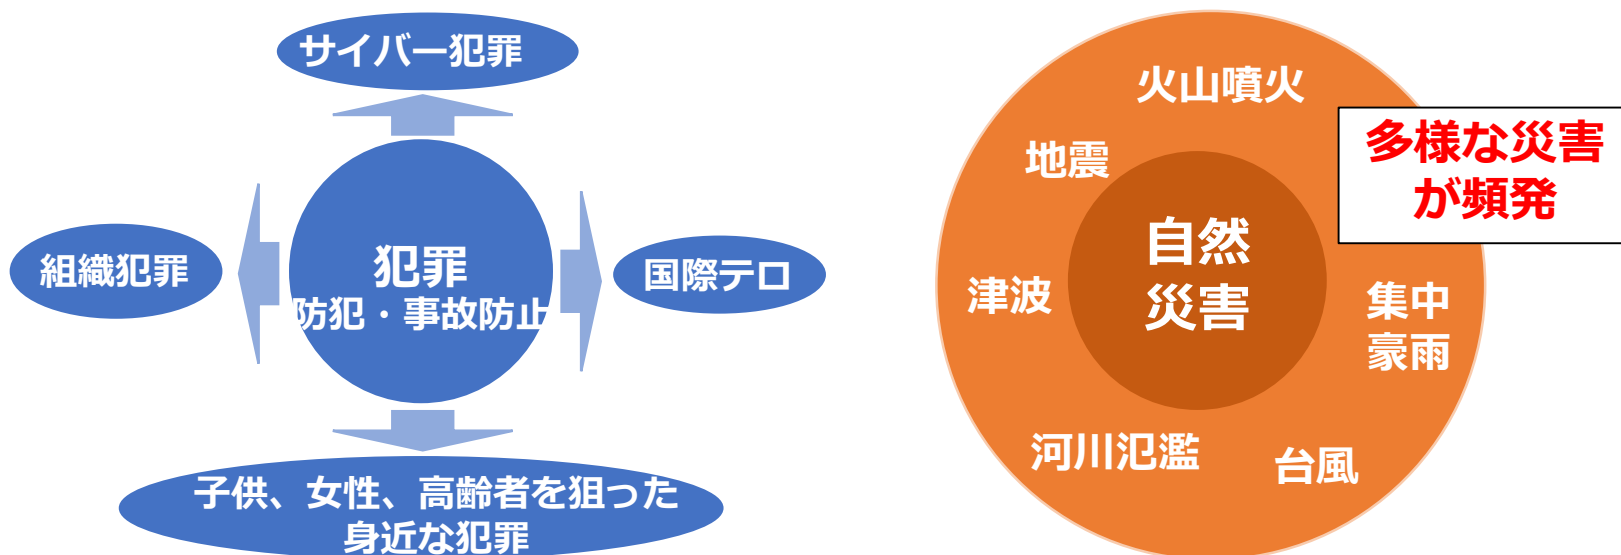 サイバー犯罪
組織犯罪
犯罪
防犯・事故防止
国際テロ
子供、女性、高齢者を狙った
身近な犯罪
火山噴火
多様な災害
が頻発
地震
自然
災害
津波
集中
豪雨
河川氾濫
台風